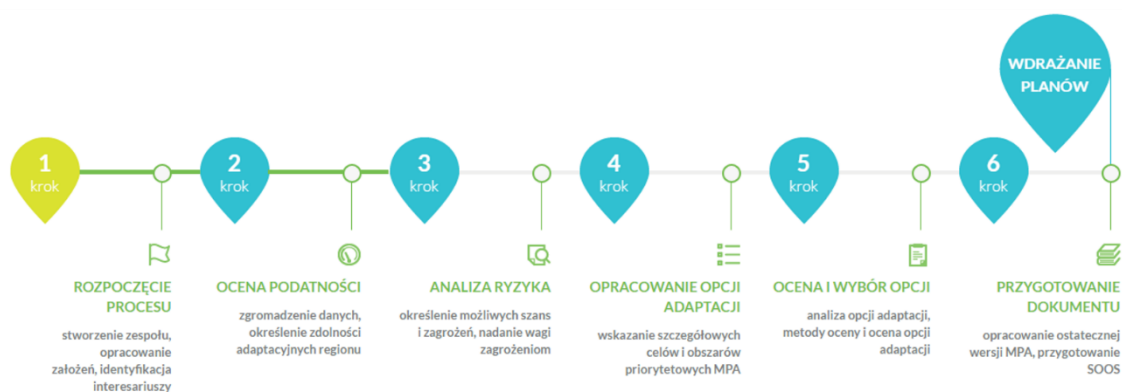 WDRAŻANIE
PLANÓW
1
krok
2
krok
3
krok
4
krok
5
krok
6
krok
ROZPOCZĘCIE
PROCESU
stworzenie zespołu,
opracowanie
założeń, identyfikacja
interesariuszy
OCENA PODATNOŚCI
zgromadzenie danych,
określenie zdolności
adaptacyjnych regionu
ANALIZA RYZYKA
określenie możliwych szans
i zagrożeń, nadanie wagi
zagrożeniom
OPRACOWANIE OPCJI
ADAPTACJI
wskazanie szczegółowych
celów i obszarów
priorytetowych MPA
OCENA I WYBÓR OPCJI
analiza opcji adaptacji,
metody oceny i ocena opcji
adaptacji
PRZYGOTOWANIE
DOKUMENTU
opracowanie ostatecznej
wersji MPA, przygotowanie
SOOS